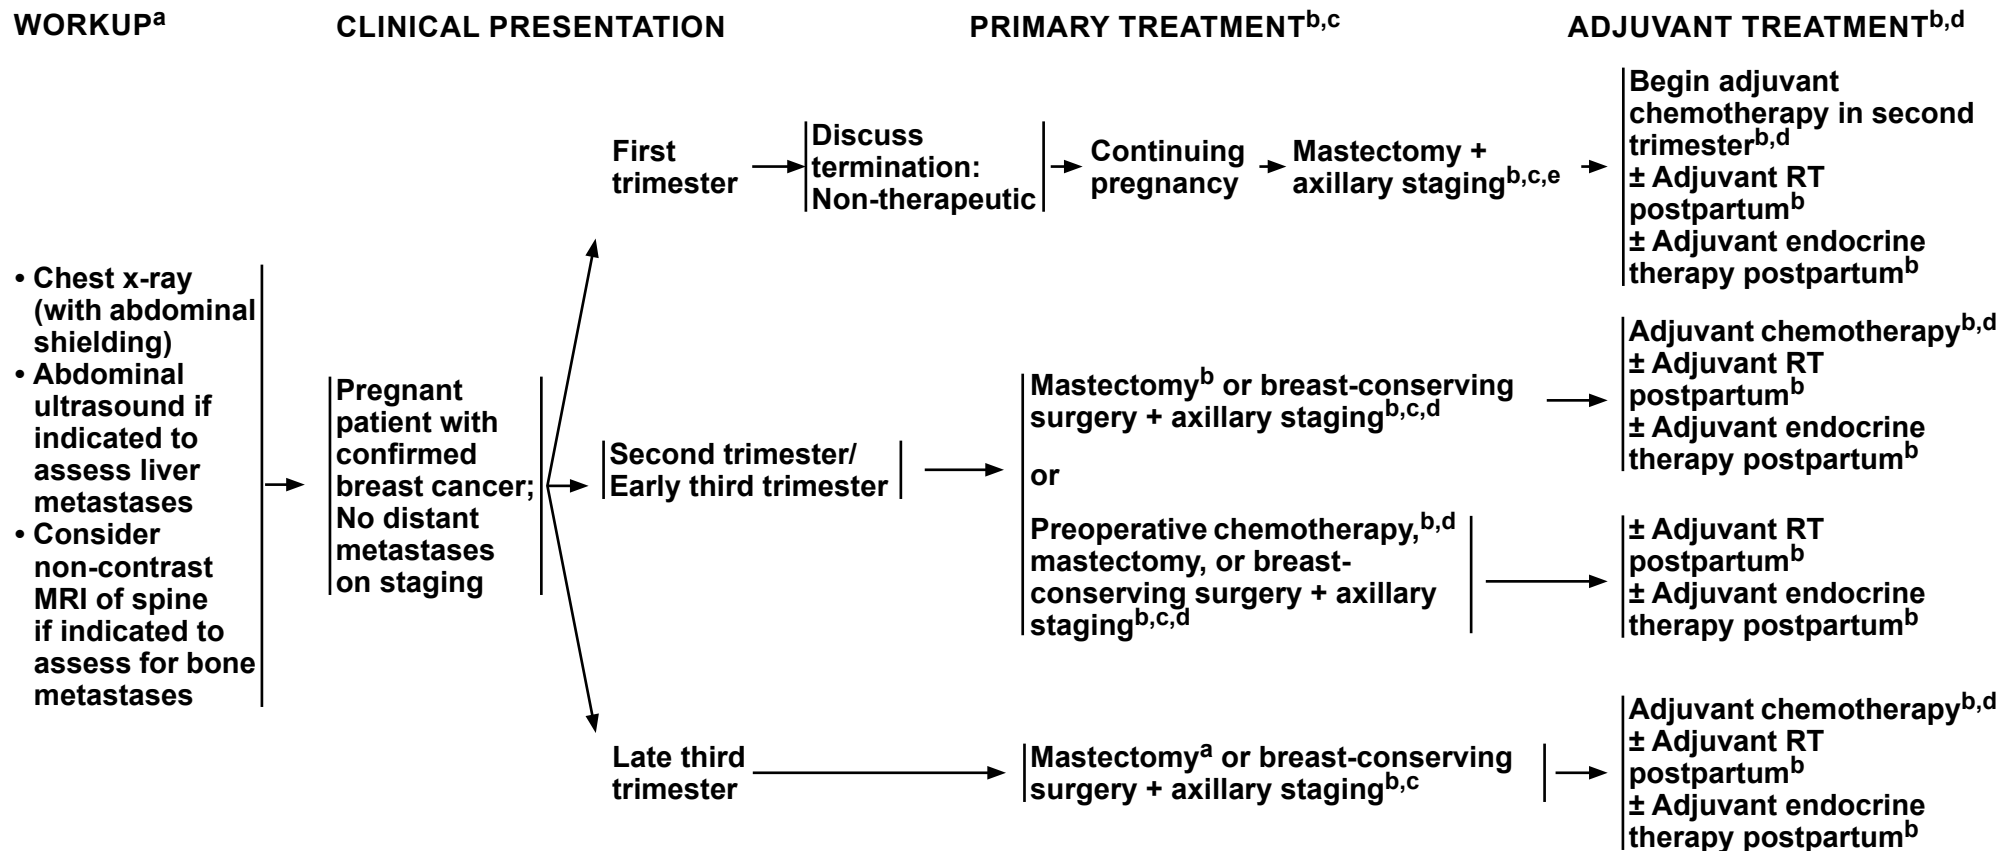 WORKUPa
CLINICAL PRESENTATION
PRIMARY TREATMENTb,c
ADJUVANT TREATMENTb,d
• Chest x-ray
(with abdominal
shielding)
• Abdominal
ultrasound if
indicated to
assess liver
metastases
• Consider
non-contrast
MRI of spine
if indicated to
assess for bone
metastases
Pregnant
patient with
confirmed
breast cancer;
No distant
metastases
on staging
First
trimester
Discuss
termination:
Non-therapeutic
Continuing
pregnancy
Mastectomy +
axillary stagingb,c,e
Begin adjuvant
chemotherapy in second
trimesterb,d
± Adjuvant RT
postpartumb
± Adjuvant endocrine
therapy postpartumb
Second trimester/
Early third trimester
Mastectomyb or breast-conserving
surgery + axillary stagingb,c,d
Adjuvant chemotherapyb,d
± Adjuvant RT
postpartumb
± Adjuvant endocrine
therapy postpartumb
or
Preoperative chemotherapy,b,d
mastectomy, or breast-
conserving surgery + axillary
stagingb,c,d
± Adjuvant RT
postpartumb
± Adjuvant endocrine
therapy postpartumb
Late third
trimester
Mastectomya or breast-conserving
surgery + axillary stagingb,c
Adjuvant chemotherapyb,d
± Adjuvant RT
postpartumb
± Adjuvant endocrine
therapy postpartumb